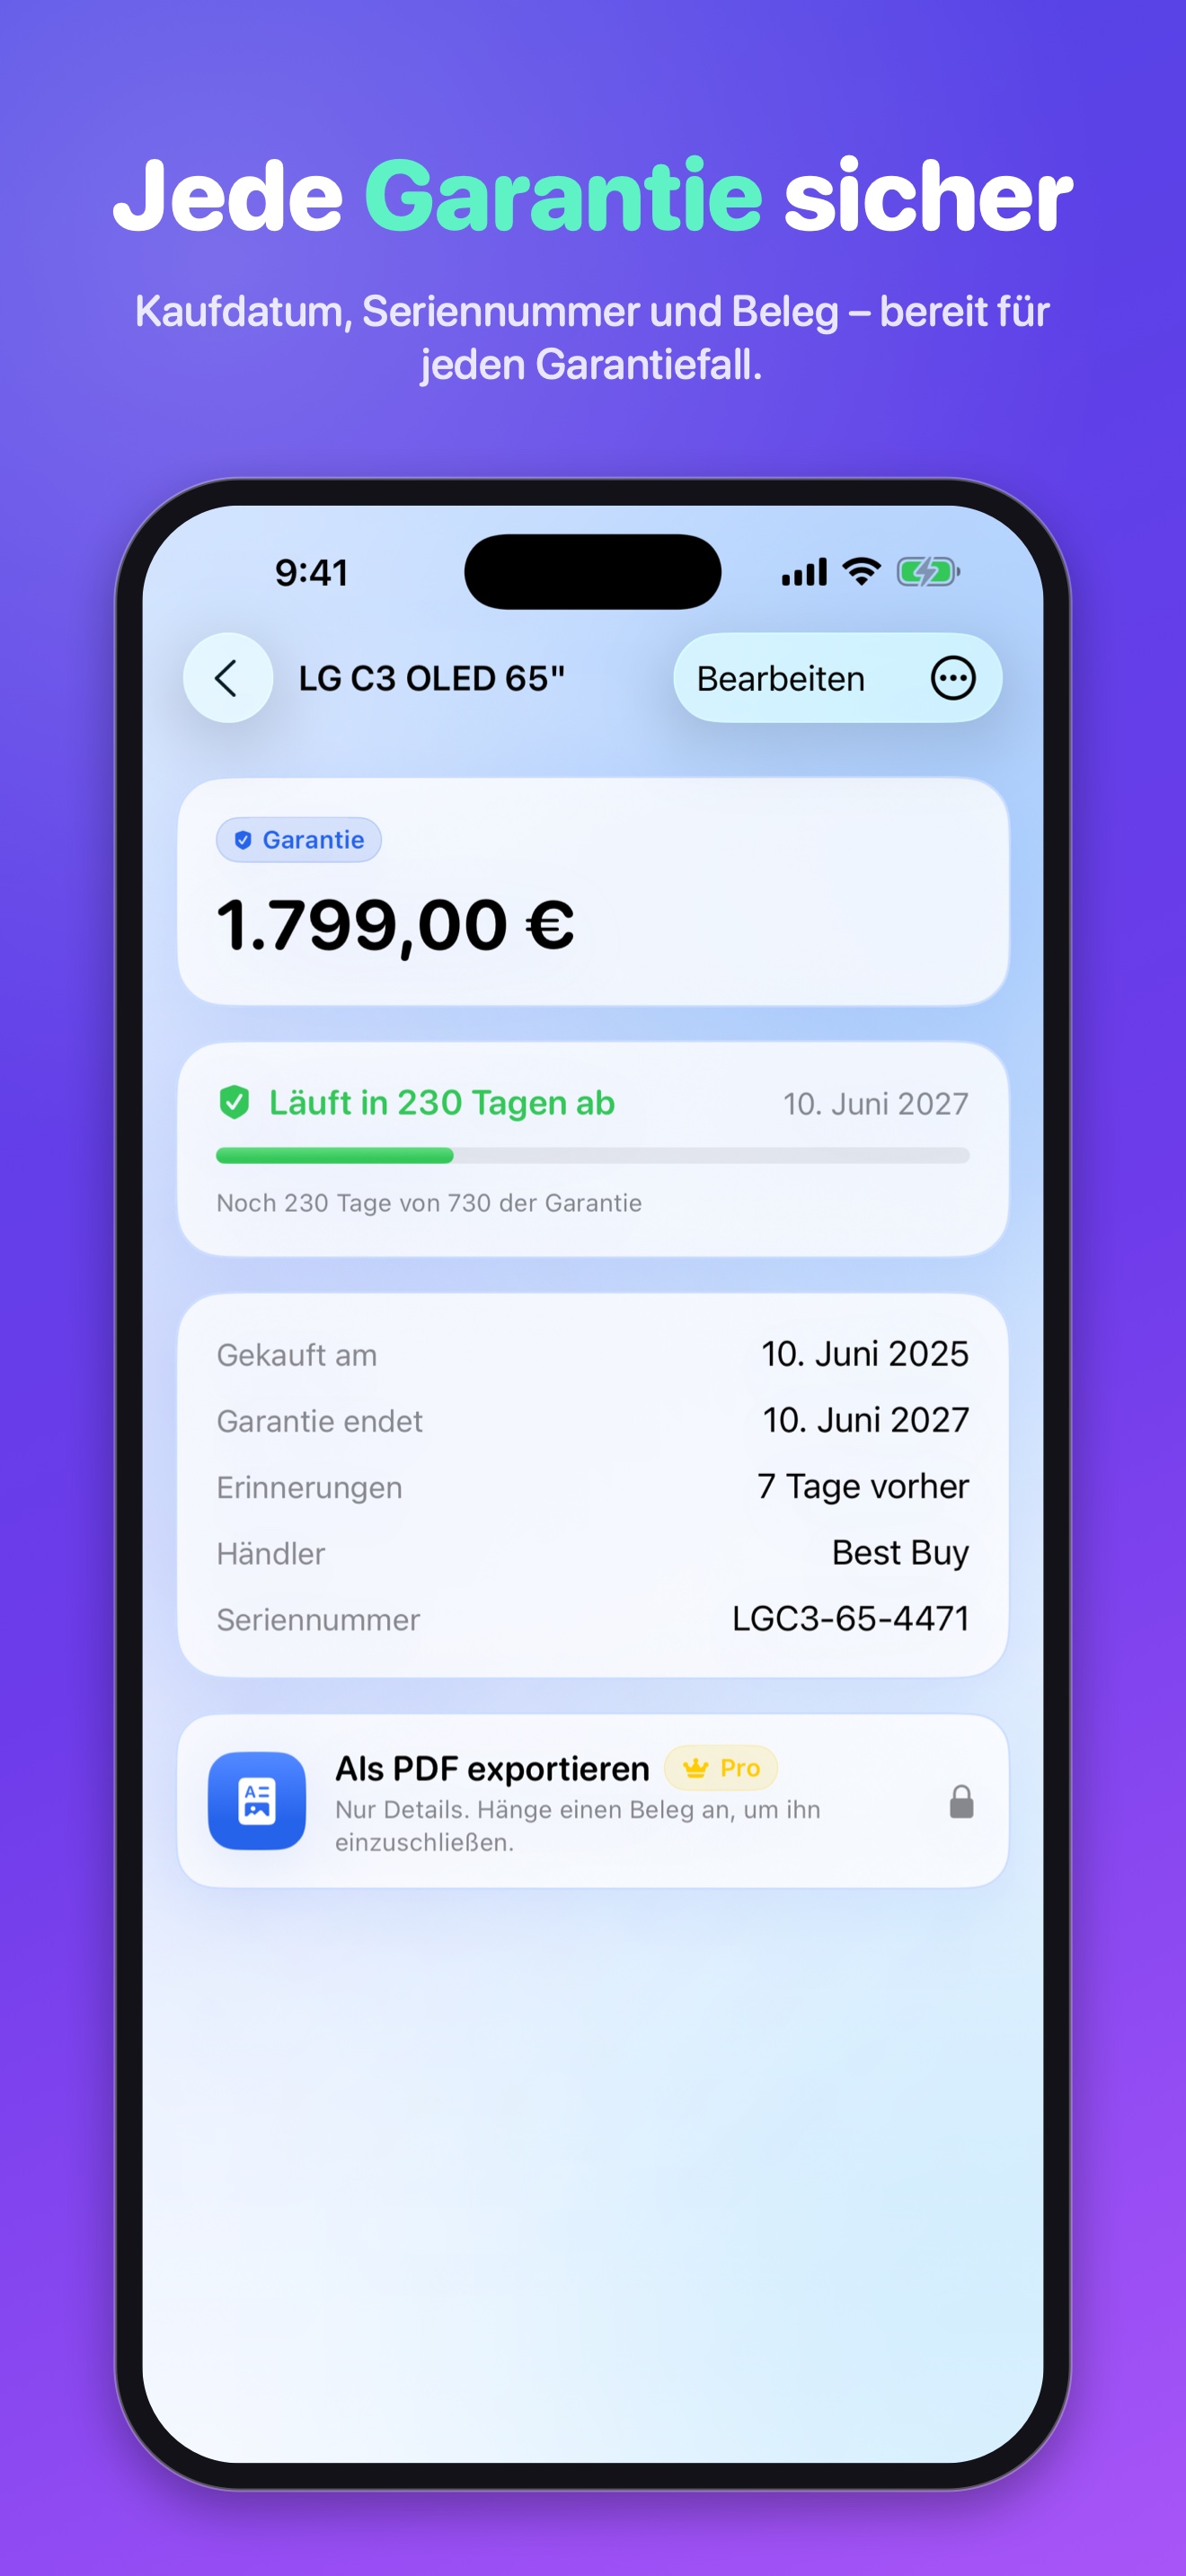 Jede Garantie sicher
Kaufdatum, Seriennummer und Beleg – bereit für
jeden Garantiefall.
9:41
LG C3 OLED 65"
Bearbeiten
Garantie
1.799,00 €
Läuft in 230 Tagen ab
10. Juni 2027
Noch 230 Tage von 730 der Garantie
Gekauft am
10. Juni 2025
Garantie endet
10. Juni 2027
Erinnerungen
7 Tage vorher
Händler
Best Buy
Seriennummer
LGC3-65-4471
Als PDF exportieren
Pro
Nur Details. Hänge einen Beleg an, um ihn
einzuschließen.